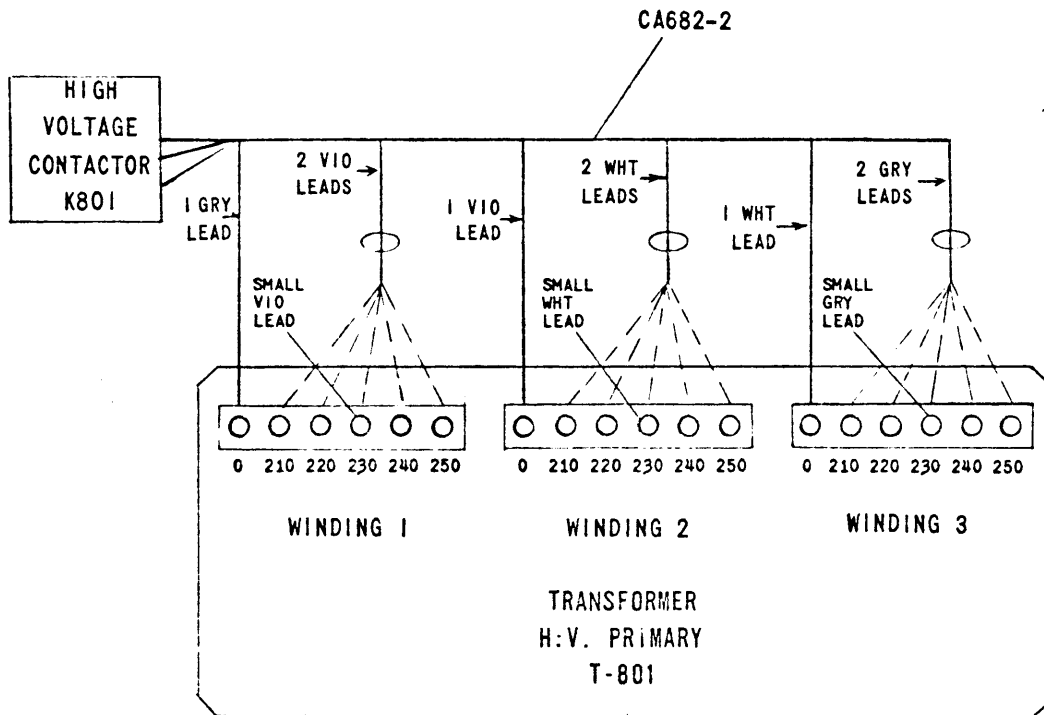 CA682-2
HIGH
VOLTAGE
CONTACTOR
K801
1 GRY
LEAD
2 VIO
LEADS
1 VIO
LEAD
2 WHT
LEADS
1 WHT
LEAD
2 GRY
LEADS
SMALL
VIO
LEAD
SMALL
WHT
LEAD
SMALL
GRY
LEAD
0 210 220 230 240 250
0 210 220 230 240 250
0 210 220 230 240 250
WINDING 1
WINDING 2
WINDING 3
TRANSFORMER
H:V. PRIMARY
T-801